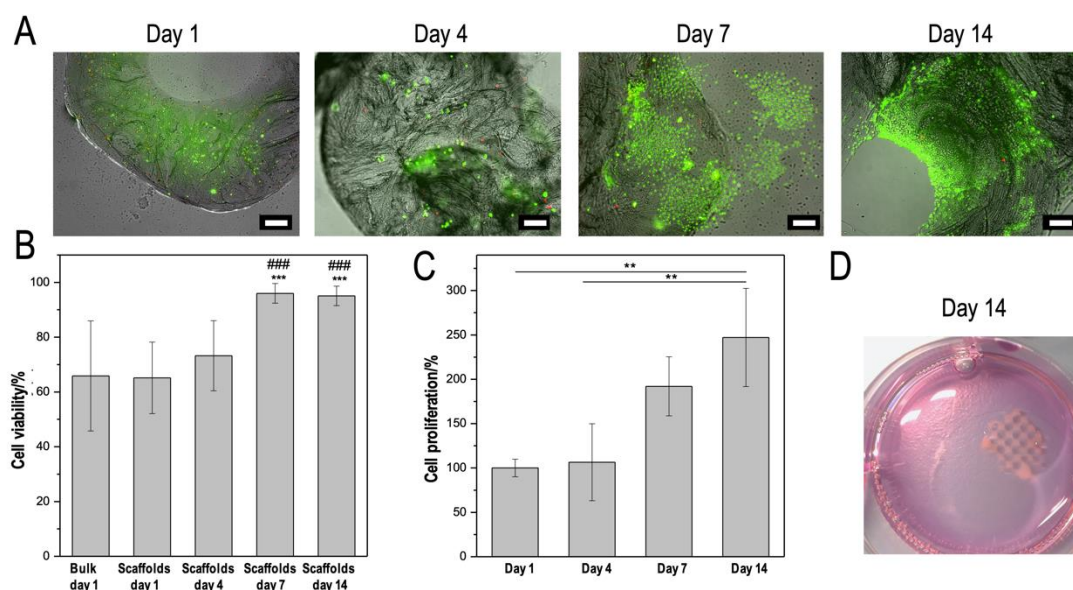 A
Day 1
Day 4
Day 7
Day 14
B
Cell viability/%
100
80
60
40
20
0
###
***
###
***
Bulk
day 1
Scaffolds
day 1
Scaffolds
day 4
Scaffolds
day 7
Scaffolds
day 14
C
Cell proliferation/%
300
250
200
150
100
50
0
**
**
Day 1
Day 4
Day 7
Day 14
D
Day 14